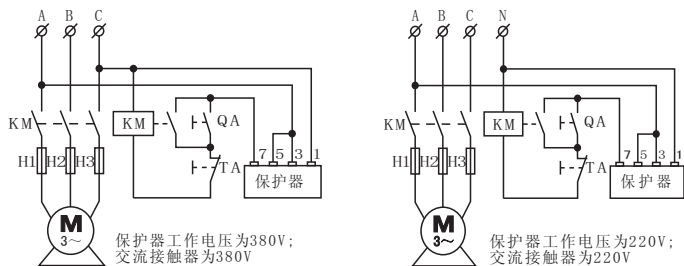 A B C
KM
KM
QA
H1 H2 H3
TA
7 5 3 1
保护器
M
3～
保护器工作电压为380V;
交流接触器为380V
A B C N
KM
KM
QA
H1 H2 H3
TA
7 5 3 1
保护器
M
3～
保护器工作电压为220V;
交流接触器为220V